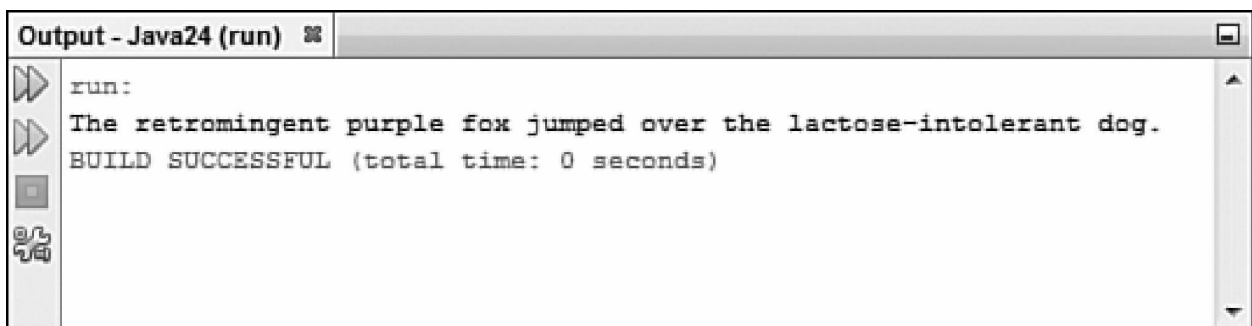 Output - Java24 (run)
run:
The retromingent purple fox jumped over the lactose-intolerant dog.
BUILD SUCCESSFUL (total time: 0 seconds)